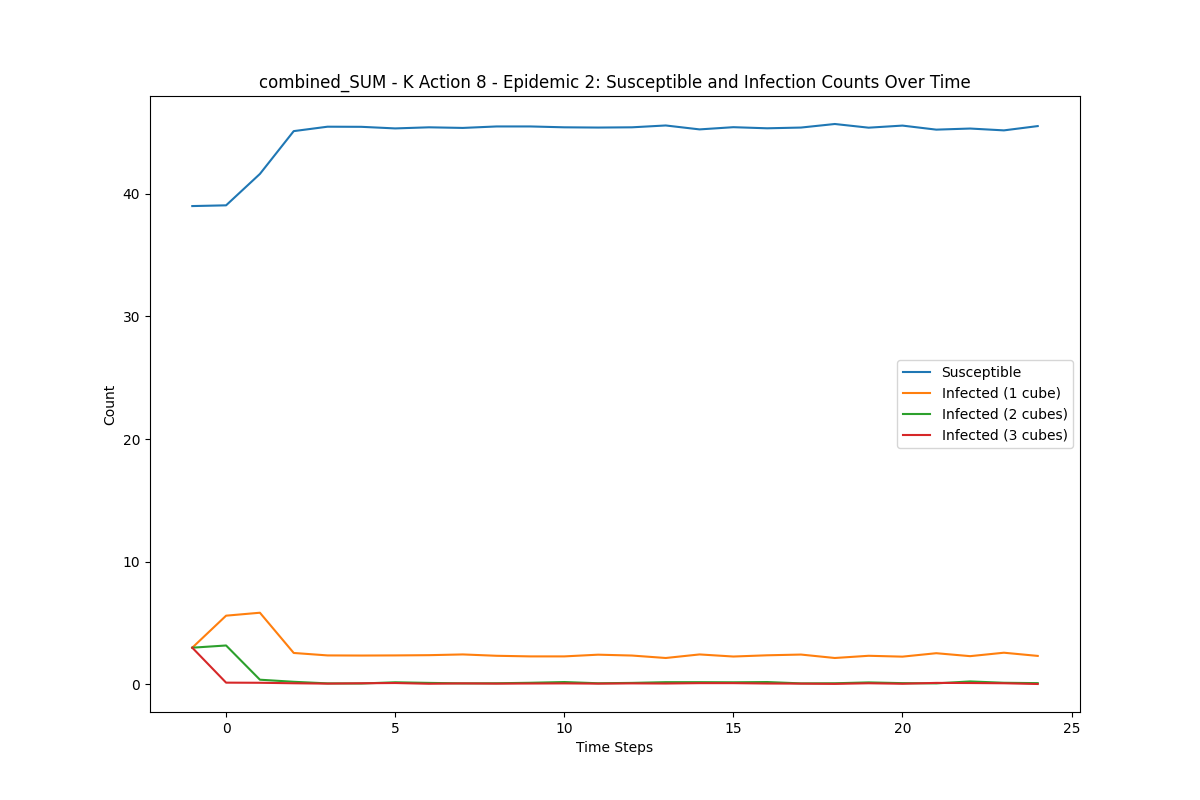 combined_SUM - K Action 8 - Epidemic 2: Susceptible and Infection Counts Over Time
40
30
20
10
0
Count
Susceptible
Infected (1 cube)
Infected (2 cubes)
Infected (3 cubes)
0
5
10
15
20
25
Time Steps